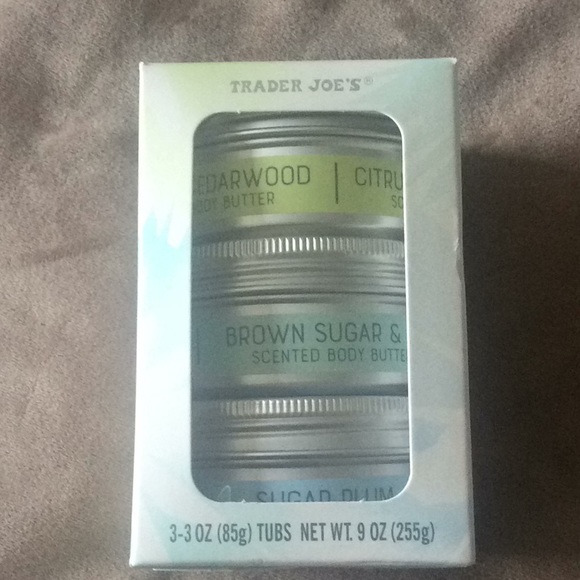 TRADER JOE'S®
EDARWOOD | CITRU
BODY BUTTER SC
BROWN SUGAR &
SCENTED BODY BUTTE
SUGAR PLUM
3-3 OZ (85g) TUBS NET WT. 9 OZ (255g)